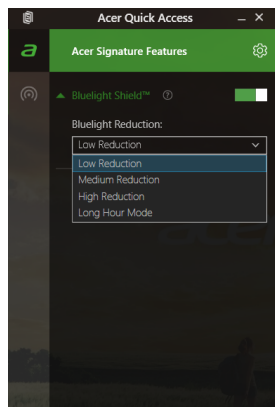 Acer Quick Access
a
Acer Signature Features
Bluelight Shield™ ?
Bluelight Reduction:
Low Reduction
Low Reduction
Medium Reduction
High Reduction
Long Hour Mode
acer